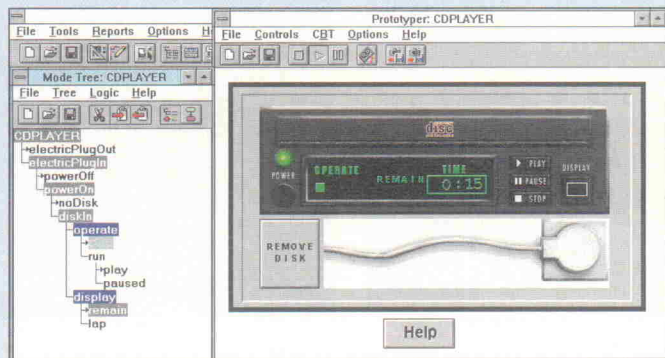 File Tools Reports Options
Mode Tree: CDPLAYER
File Tree Logic Help
CDPLAYER
electricPlugOut
electricPlugIn
powerOff
powerOn
noDisk
diskIn
operate
run
play
paused
display
remain
lap
Prototyper: CDPLAYER
File Controls CBT Options Help
disc
POWER
OPERATE
REMAIN
TIME
0:15
PLAY
PAUSE
STOP
DISPLAY
REMOVE
DISK
Help